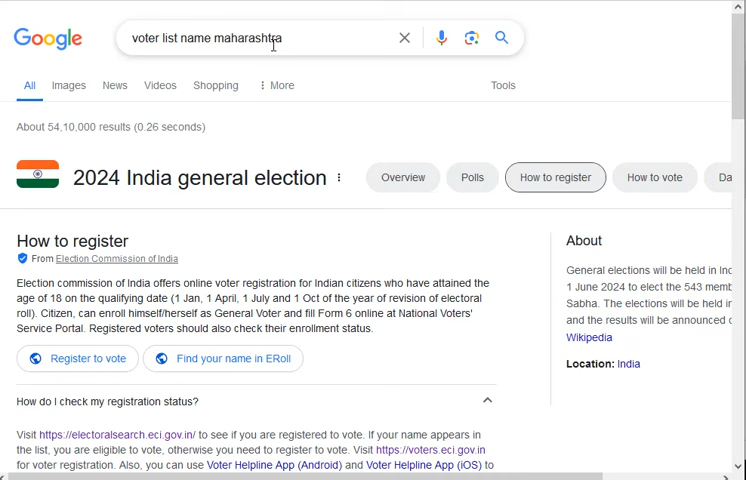 Google
voter list name maharashtra
All Images News Videos Shopping More Tools
About 54,10,000 results (0.26 seconds)
2024 India general election
Overview Polls How to register How to vote Da
How to register
From Election Commission of India
Election commission of India offers online voter registration for Indian citizens who have attained the
age of 18 on the qualifying date (1 Jan, 1 April, 1 July and 1 Oct of the year of revision of electoral
roll). Citizen, can enroll himself/herself as General Voter and fill Form 6 online at National Voters'
Service Portal. Registered voters should also check their enrollment status.
Register to vote Find your name in ERoll
How do I check my registration status?
Visit https://electoralsearch.eci.gov.in/ to see if you are registered to vote. If your name appears in
the list, you are eligible to vote, otherwise you need to register to vote. Visit https://voters.eci.gov.in
for voter registration. Also, you can use Voter Helpline App (Android) and Voter Helpline App (iOS) to
About
General elections will be held in Ind
1 June 2024 to elect the 543 memb
Sabha. The elections will be held in
and the results will be announced o
Wikipedia
Location: India